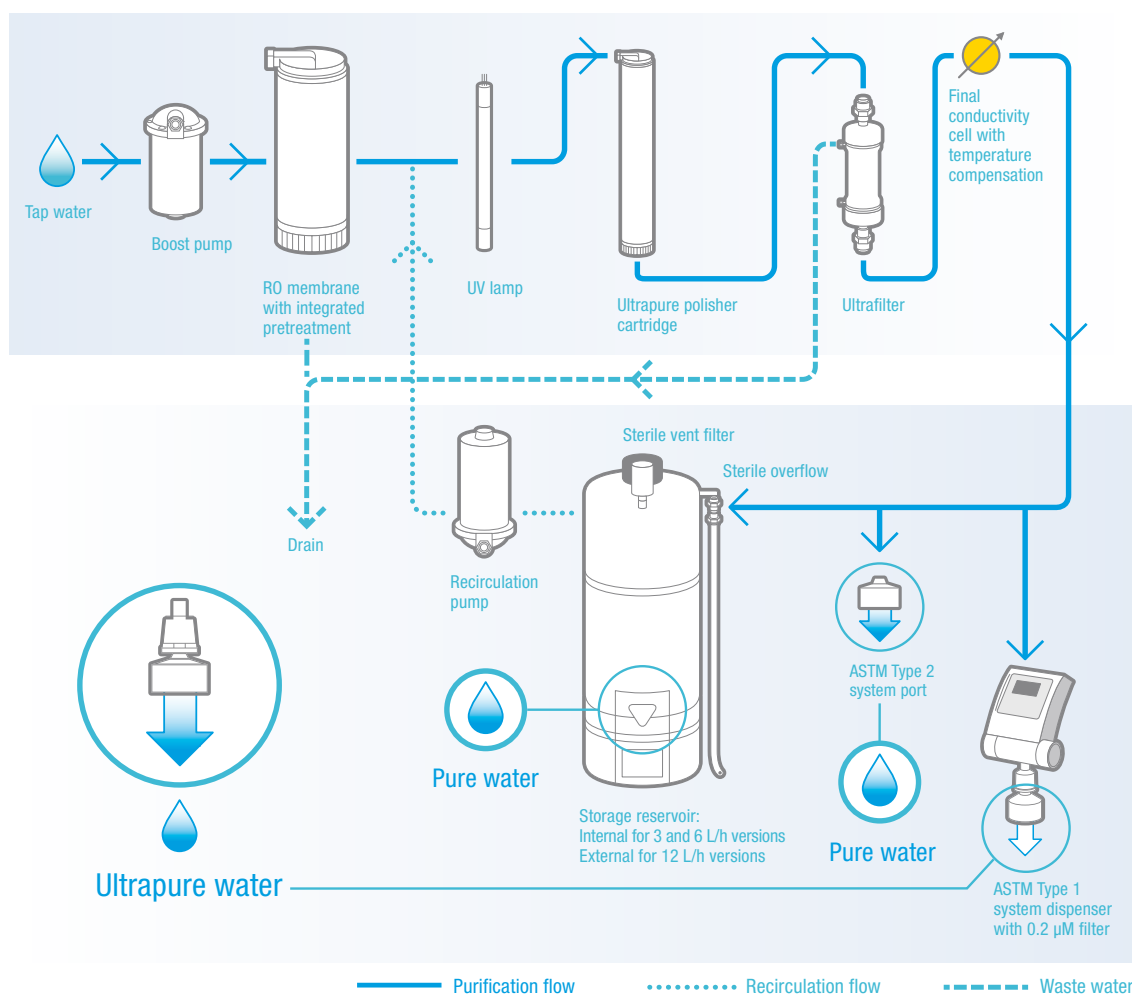 Tap water
Boost pump
RO membrane
with integrated
pretreatment
UV lamp
Ultrapure polisher
cartridge
Ultrafilter
Final
conductivity
cell with
temperature
compensation
Sterile vent filter
Sterile overflow
Drain
Recirculation
pump
ASTM Type 2
system port
Pure water
Storage reservoir:
Internal for 3 and 6 L/h versions
External for 12 L/h versions
Pure water
Ultrapure water
ASTM Type 1
system dispenser
with 0.2 µM filter
Purification flow
Recirculation flow
Waste water